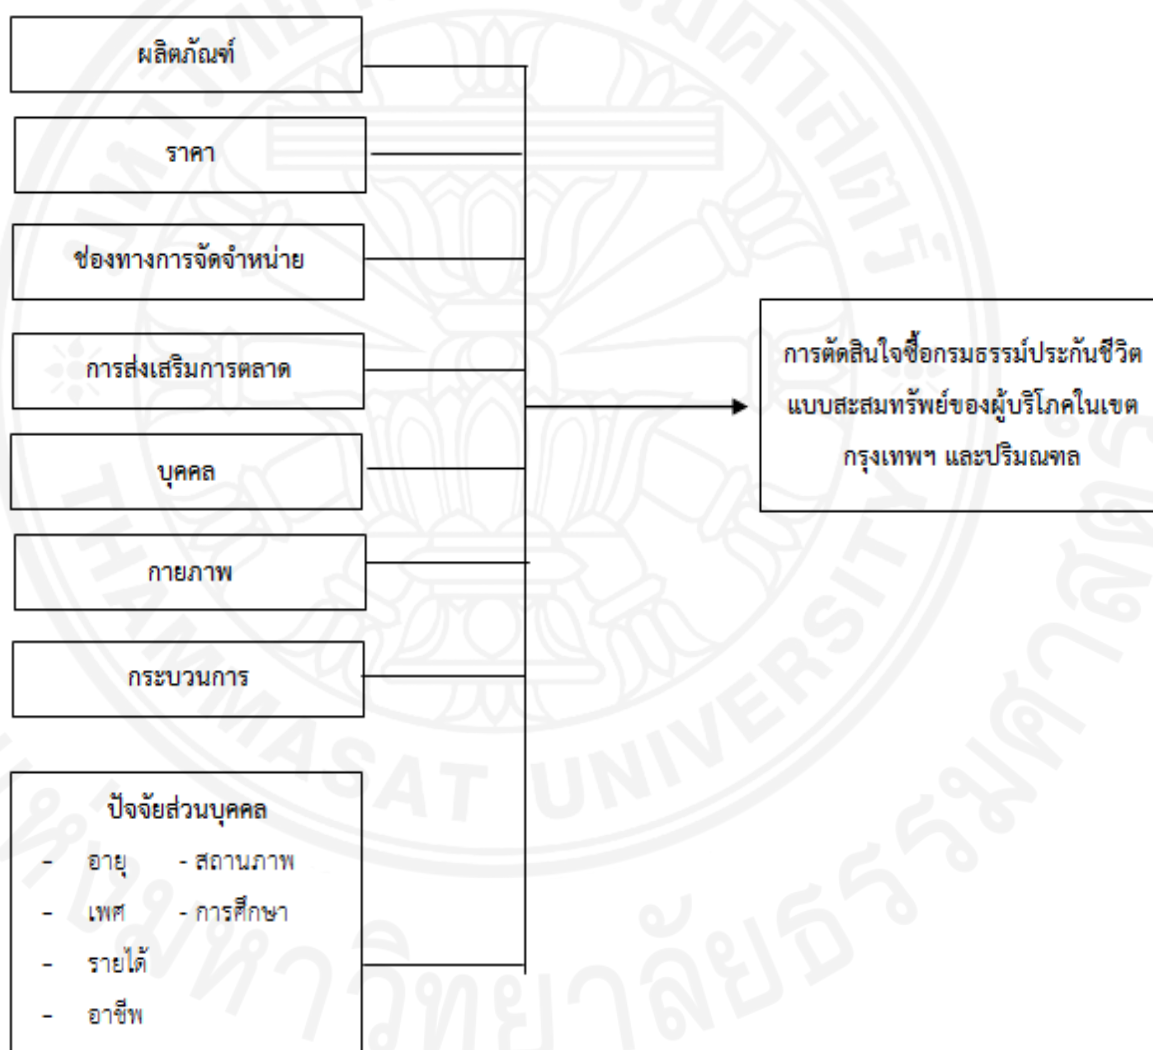 ผลิตภัณฑ์
ราคา
ช่องทางการจัดจำหน่าย
การส่งเสริมการตลาด
บุคคล
กายภาพ
กระบวนการ
ปัจจัยส่วนบุคคล
- อายุ - สถานภาพ
- เพศ - การศึกษา
- รายได้
- อาชีพ
การตัดสินใจซื้อกรมธรรม์ประกันชีวิต
แบบสะสมทรัพย์ของผู้บริโภคในเขต
กรุงเทพฯ และปริมณฑล
THAMMASAT UNIVERSITY